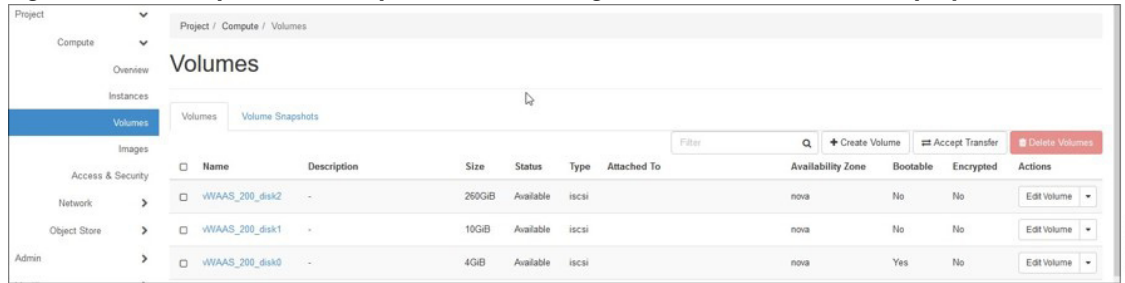 Project
Project / Compute / Volumes
Compute
Overview
Volumes
Instances
Volumes
Volumes Volume Snapshots
Images
Filter + Create Volume Accept Transfer Delete Volumes
Access & Security
Name Description Size Status Type Attached To Availability Zone Bootable Encrypted Actions
Network
vWAAS_200_disk2 - 260GiB Available iscsi nova No No Edit Volume
Object Store
vWAAS_200_disk1 - 10GiB Available iscsi nova No No Edit Volume
Admin
vWAAS_200_disk0 - 4GiB Available iscsi nova Yes No Edit Volume